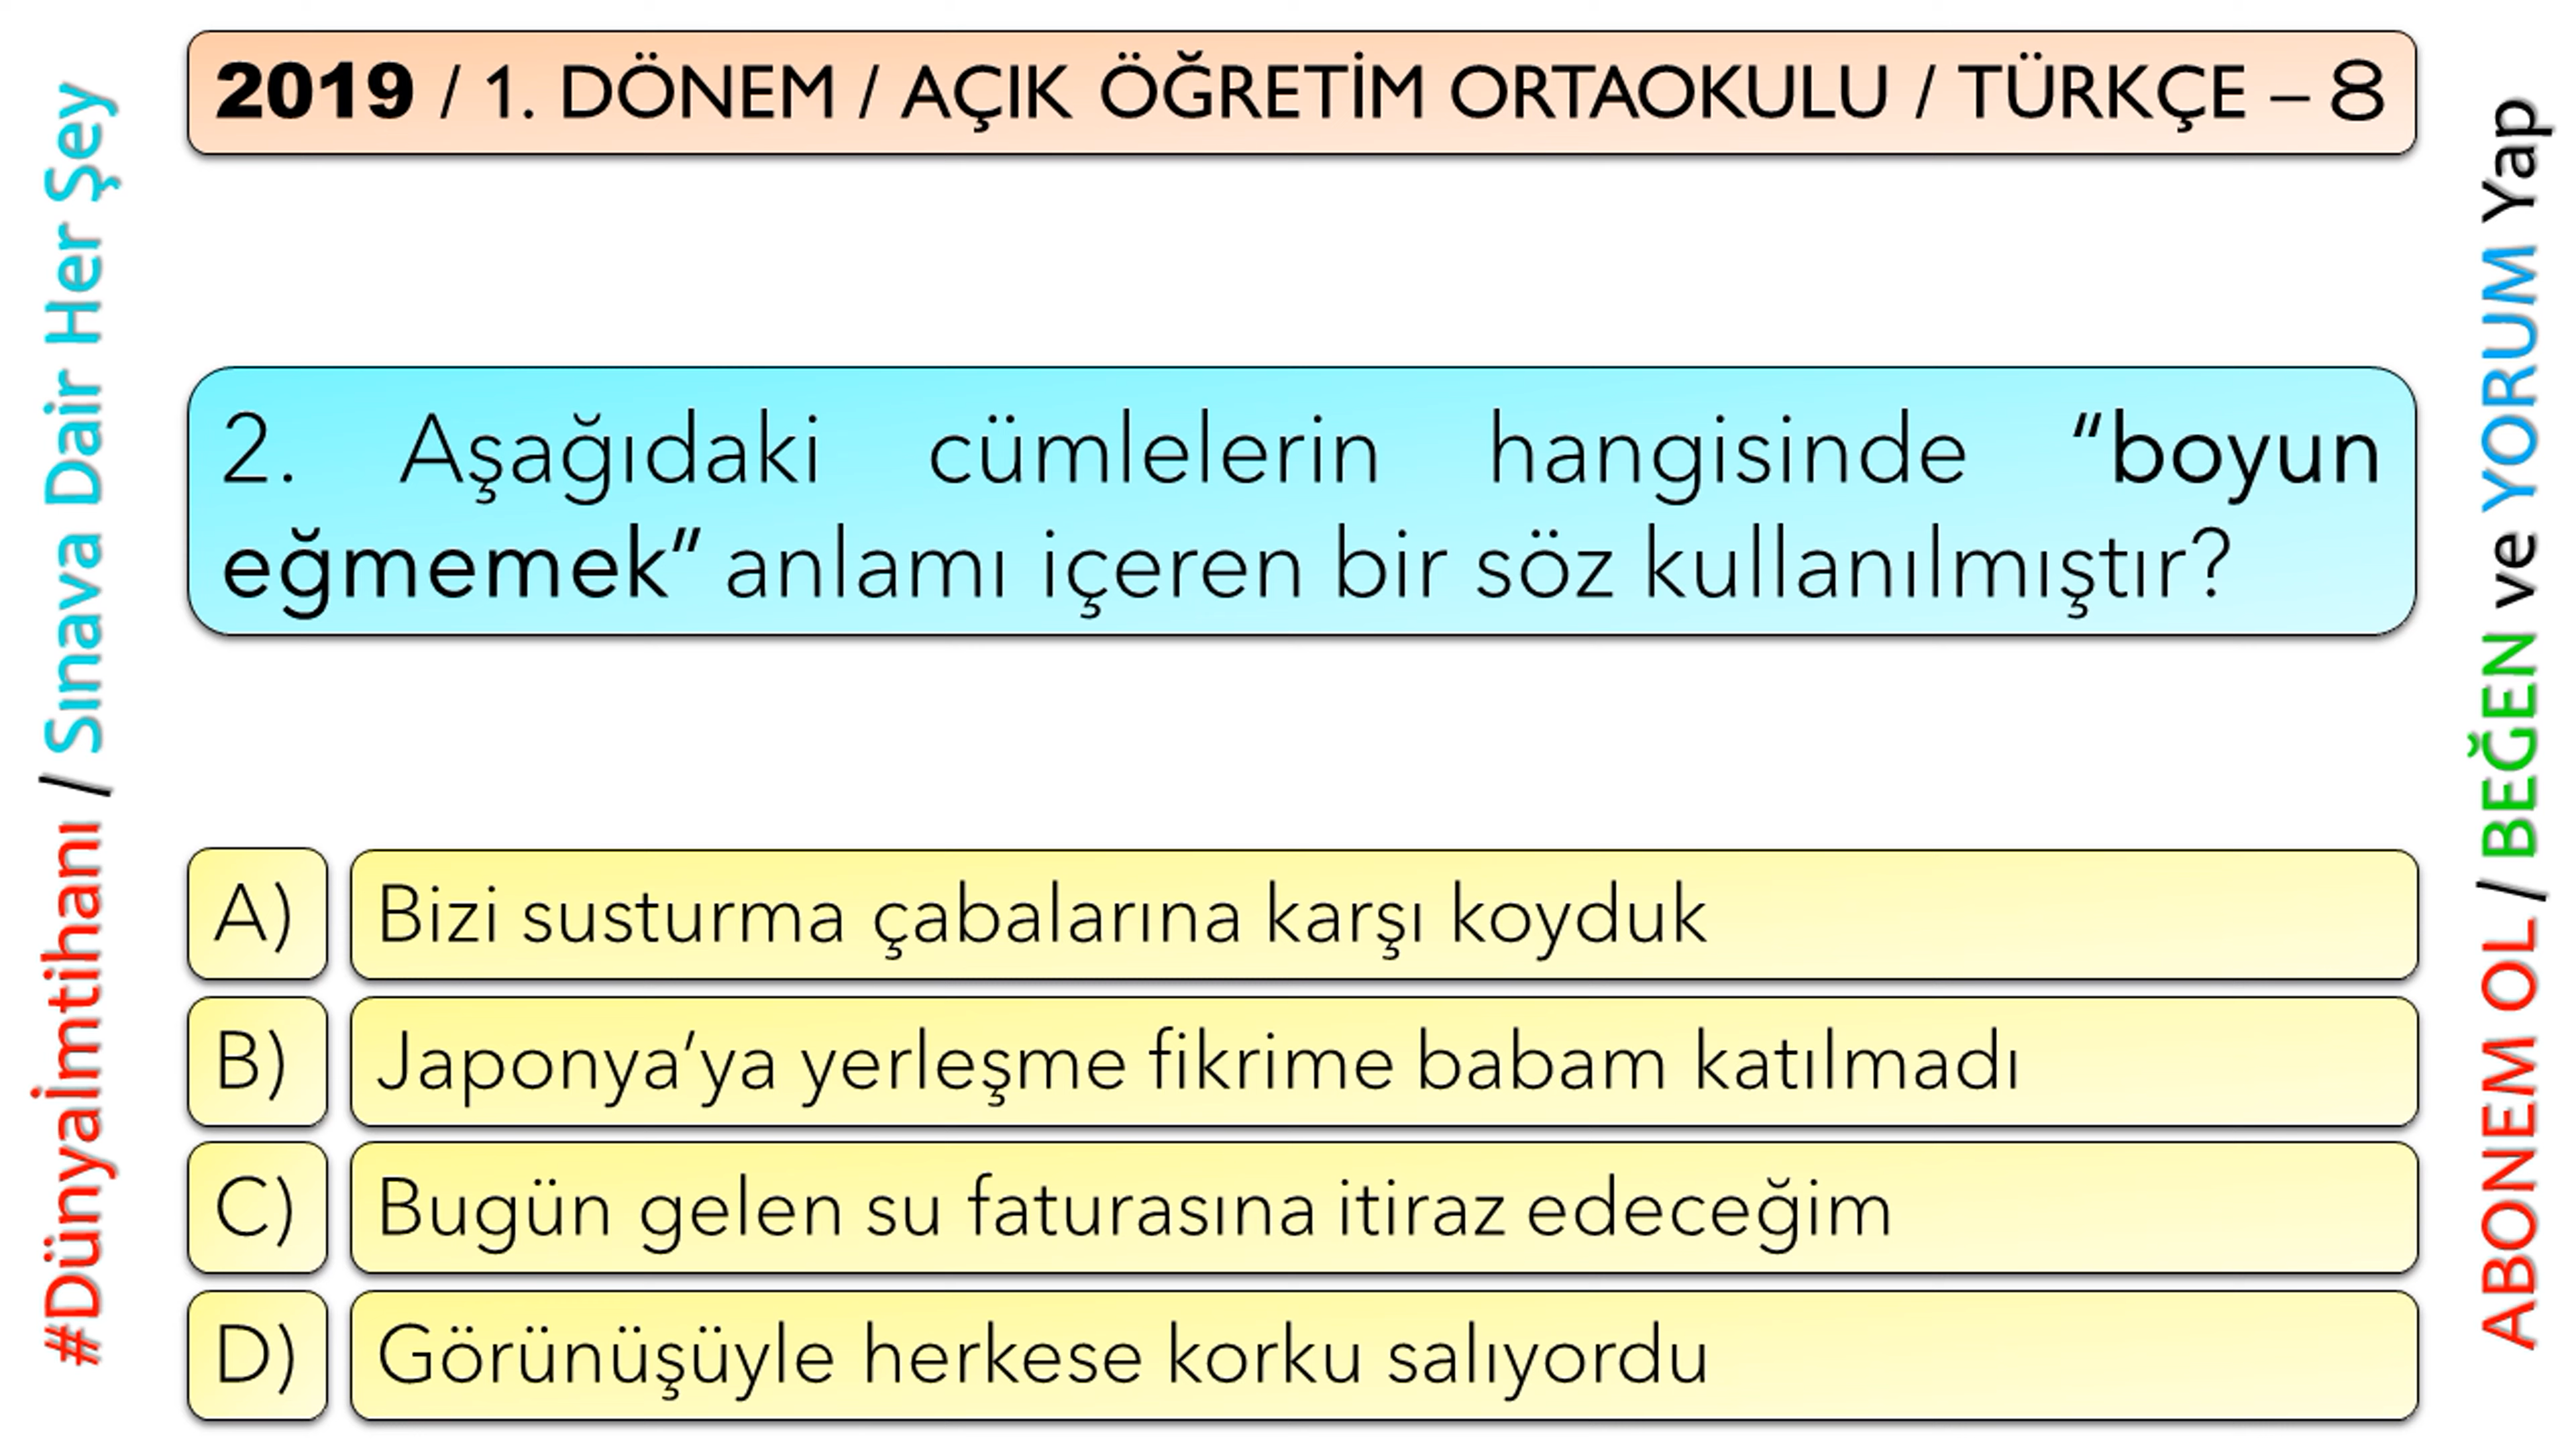 2019 / 1. DÖNEM / AÇIK ÖĞRETİM ORTAOKULU / TÜRKÇE – 8
#Dünyaİmtihanı / Sınava Dair Her Şey
2. Aşağıdaki cümlelerin hangisinde "boyun
eğmemek" anlamı içeren bir söz kullanılmıştır?
A) Bizi susturma çabalarına karşı koyduk
B) Japonya'ya yerleşme fikrime babam katılmadı
C) Bugün gelen su faturasına itiraz edeceğim
D) Görünüşüyle herkese korku salıyordu
ABONEM OL / BEĞEN ve YORUM Yap